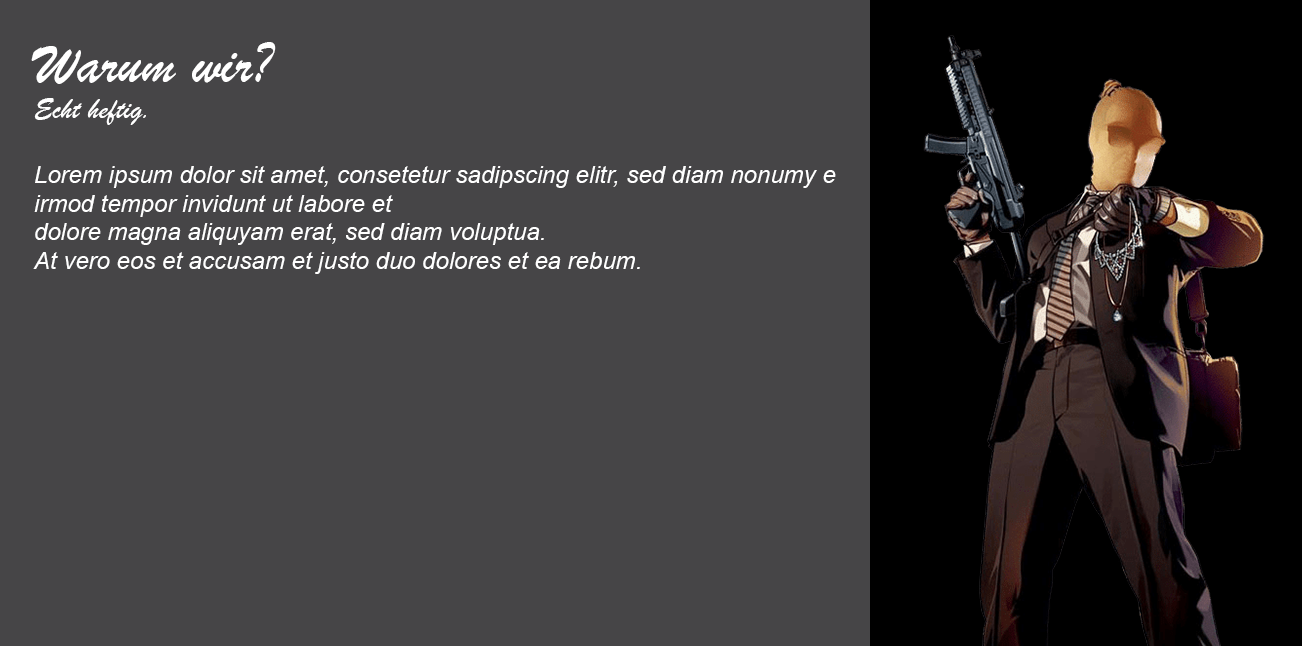 Warum wir?
Echt heftig.
Lorem ipsum dolor sit amet, consetetur sadipscing elitr, sed diam nonumy e
irmod tempor invidunt ut labore et
dolore magna aliquyam erat, sed diam voluptua.
At vero eos et accusam et justo duo dolores et ea rebum.